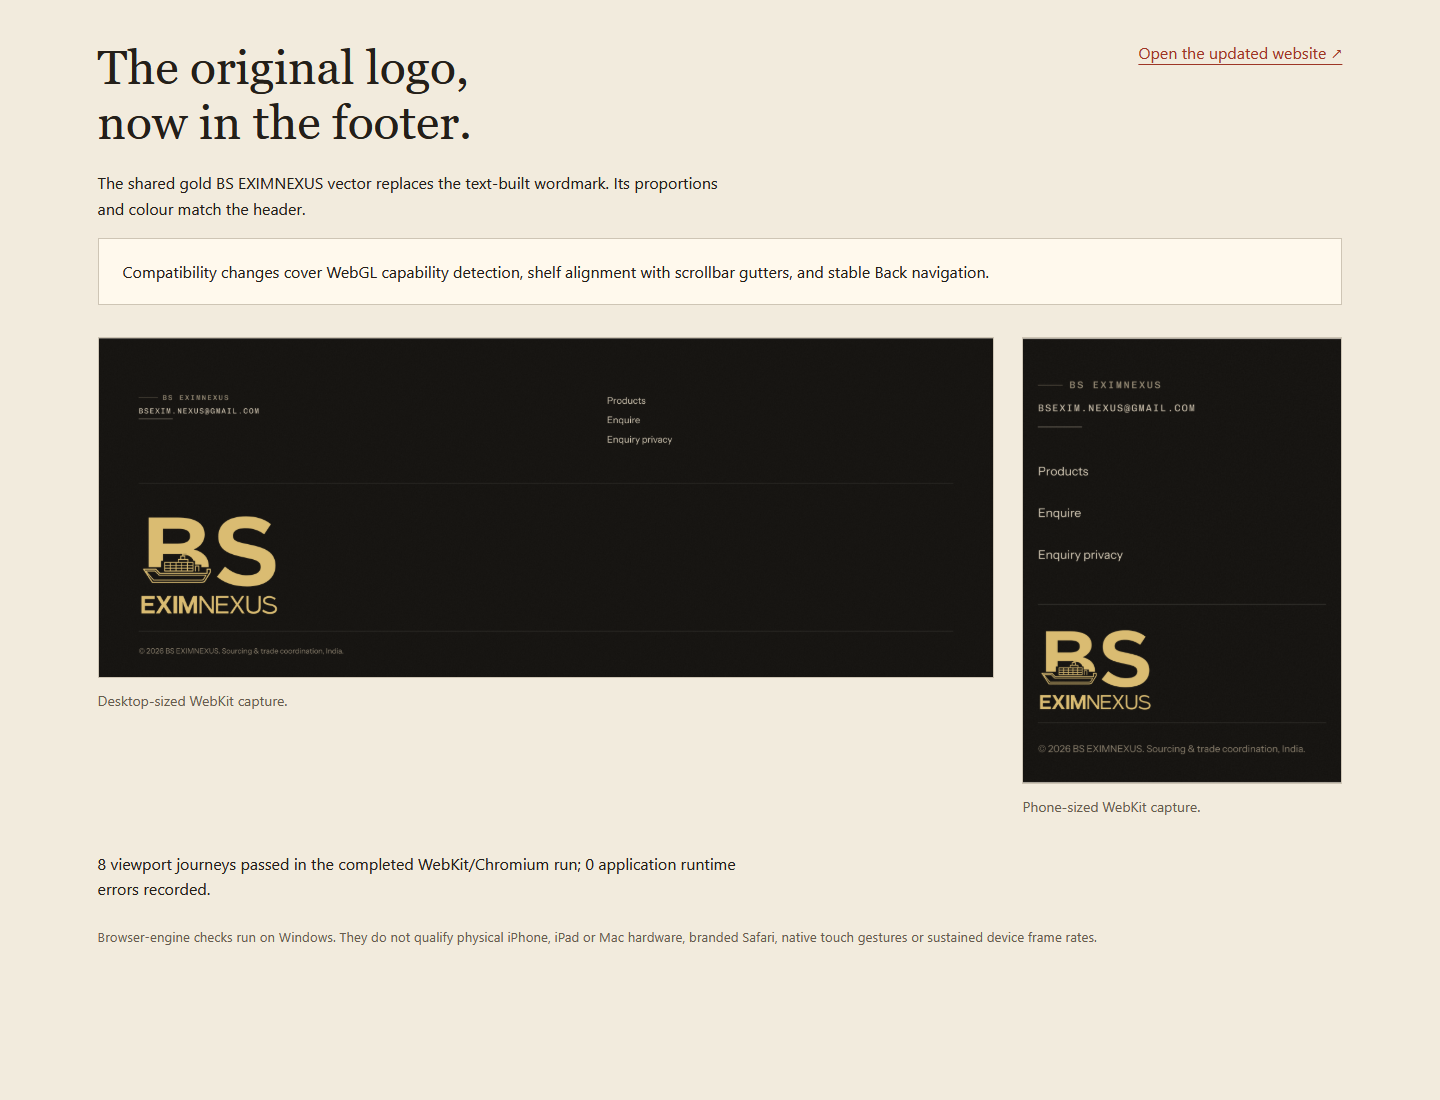 The original logo,
now in the footer.
Open the updated website ↗
The shared gold BS EXIMNEXUS vector replaces the text-built wordmark. Its proportions
and colour match the header.
Compatibility changes cover WebGL capability detection, shelf alignment with scrollbar gutters, and stable Back navigation.
BS EXIMNEXUS
BSEXIM.NEXUS@GMAIL.COM
Products
Enquire
Enquiry privacy
BS
EXIMNEXUS
© 2026 BS EXIMNEXUS. Sourcing & trade coordination, India.
Desktop-sized WebKit capture.
BS EXIMNEXUS
BSEXIM.NEXUS@GMAIL.COM
Products
Enquire
Enquiry privacy
BS
EXIMNEXUS
© 2026 BS EXIMNEXUS. Sourcing & trade coordination, India.
Phone-sized WebKit capture.
8 viewport journeys passed in the completed WebKit/Chromium run; 0 application runtime
errors recorded.
Browser-engine checks run on Windows. They do not qualify physical iPhone, iPad or Mac hardware, branded Safari, native touch gestures or sustained device frame rates.